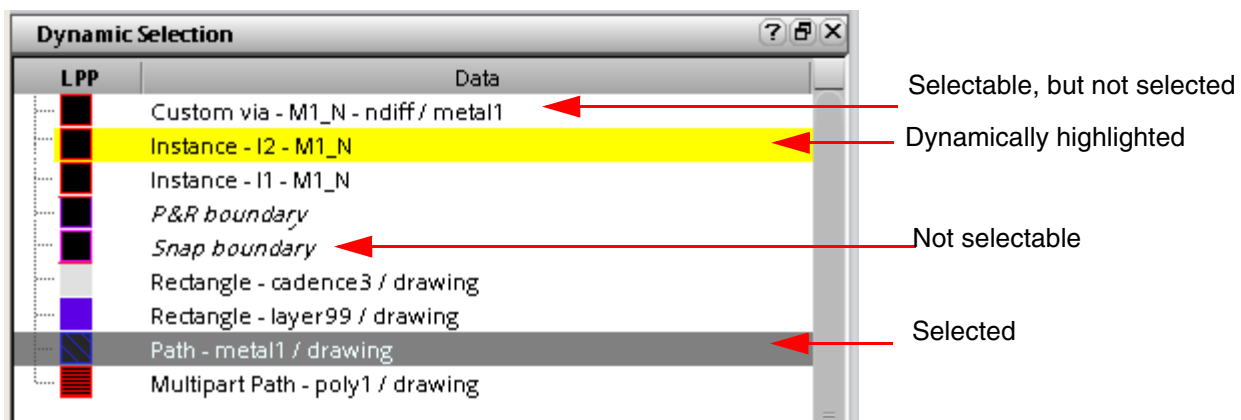 Dynamic Selection
LPP Data
Custom via - M1_N - ndiff / metal1
Selectable, but not selected
Instance - I2 - M1_N
Dynamically highlighted
Instance - I1 - M1_N
P&R boundary
Snap boundary
Not selectable
Rectangle - cadence3 / drawing
Rectangle - layer99 / drawing
Path - metal1 / drawing
Selected
Multipart Path - poly1 / drawing